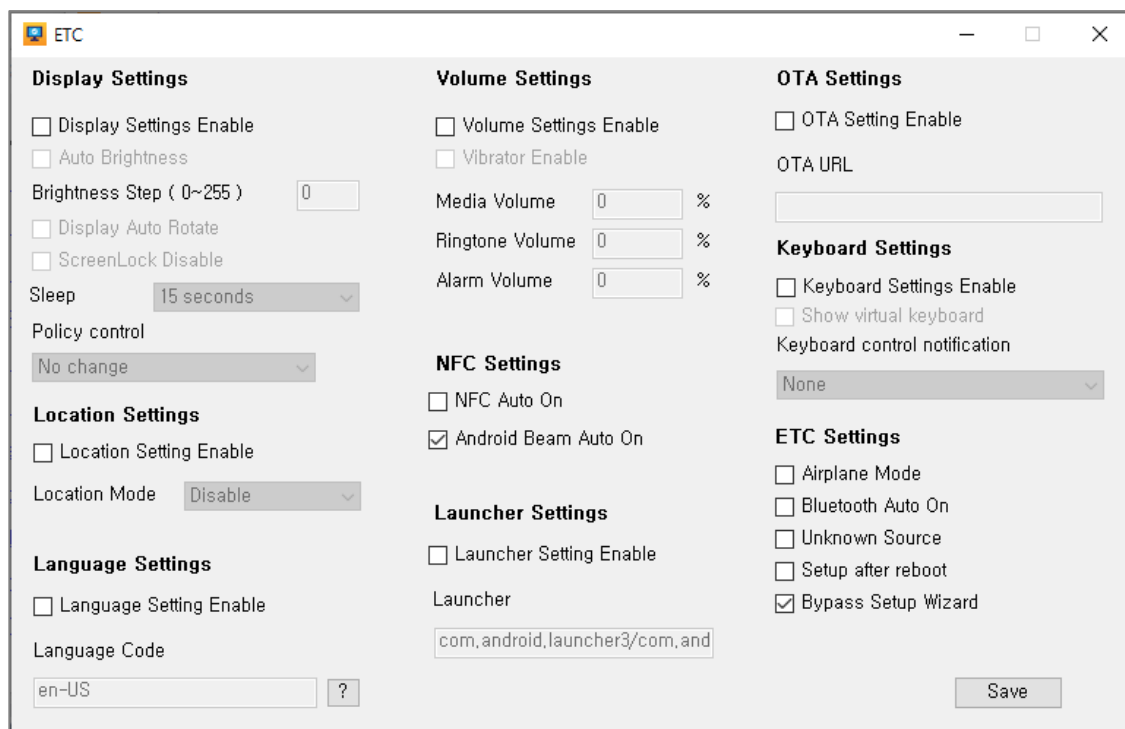 ETC
Display Settings
Display Settings Enable
Auto Brightness
Brightness Step ( 0~255 )
0
Display Auto Rotate
ScreenLock Disable
Sleep
15 seconds
Policy control
No change
Location Settings
Location Setting Enable
Location Mode
Disable
Language Settings
Language Setting Enable
Language Code
en-US
?
Volume Settings
Volume Settings Enable
Vibrator Enable
Media Volume
0
%
Ringtone Volume
0
%
Alarm Volume
0
%
NFC Settings
NFC Auto On
Android Beam Auto On
Launcher Settings
Launcher Setting Enable
Launcher
com.android.launcher3/com.and
OTA Settings
OTA Setting Enable
OTA URL
Keyboard Settings
Keyboard Settings Enable
Show virtual keyboard
Keyboard control notification
None
ETC Settings
Airplane Mode
Bluetooth Auto On
Unknown Source
Setup after reboot
Bypass Setup Wizard
Save